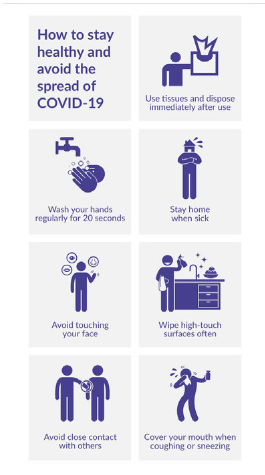 How to stay
healthy and
avoid the
spread of
COVID-19
Use tissues and dispose
immediately after use
Wash your hands
regularly for 20 seconds
Stay home
when sick
Avoid touching
your face
Wipe high-touch
surfaces often
Avoid close contact
with others
Cover your mouth when
coughing or sneezing